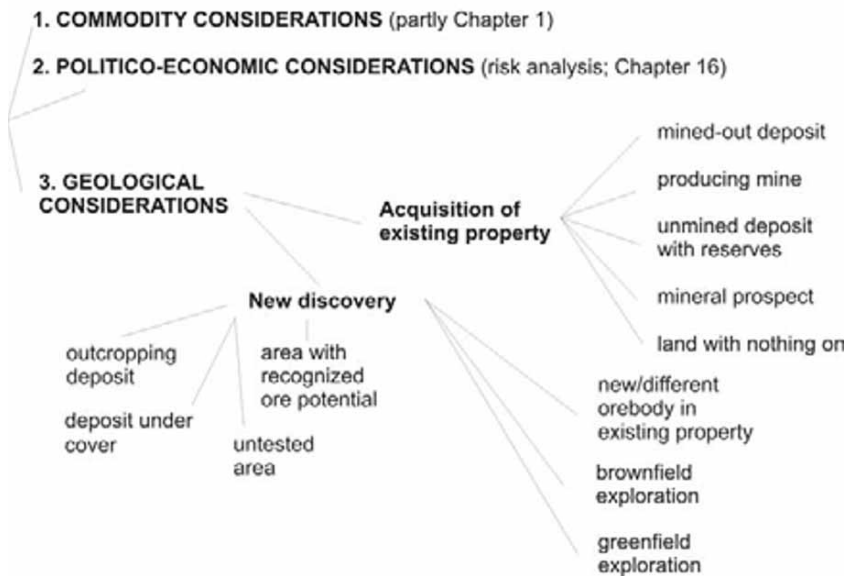 1. COMMODITY CONSIDERATIONS (partly Chapter 1)
2. POLITICO-ECONOMIC CONSIDERATIONS (risk analysis; Chapter 16)
3. GEOLOGICAL
CONSIDERATIONS
Acquisition of
existing property
mined-out deposit
producing mine
unmined deposit
with reserves
mineral prospect
land with nothing on
New discovery
outcropping
deposit
deposit under
cover
untested
area
area with
recognized
ore potential
new/different
orebody in
existing property
brownfield
exploration
greenfield
exploration